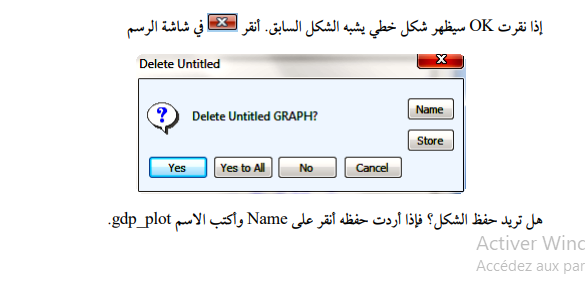 إذا نقرت OK سيظهر شكل خطي يشبه الشكل السابق. أنقر في شاشة الرسم
Delete Untitled
Delete Untitled GRAPH?
Name
Store
Yes
Yes to All
No
Cancel
هل تريد حفظ الشكل؟ فإذا أردت حفظه أنقر على Name وأكتب الاسم gdp_plot.
Activer Winc
Accédez aux par